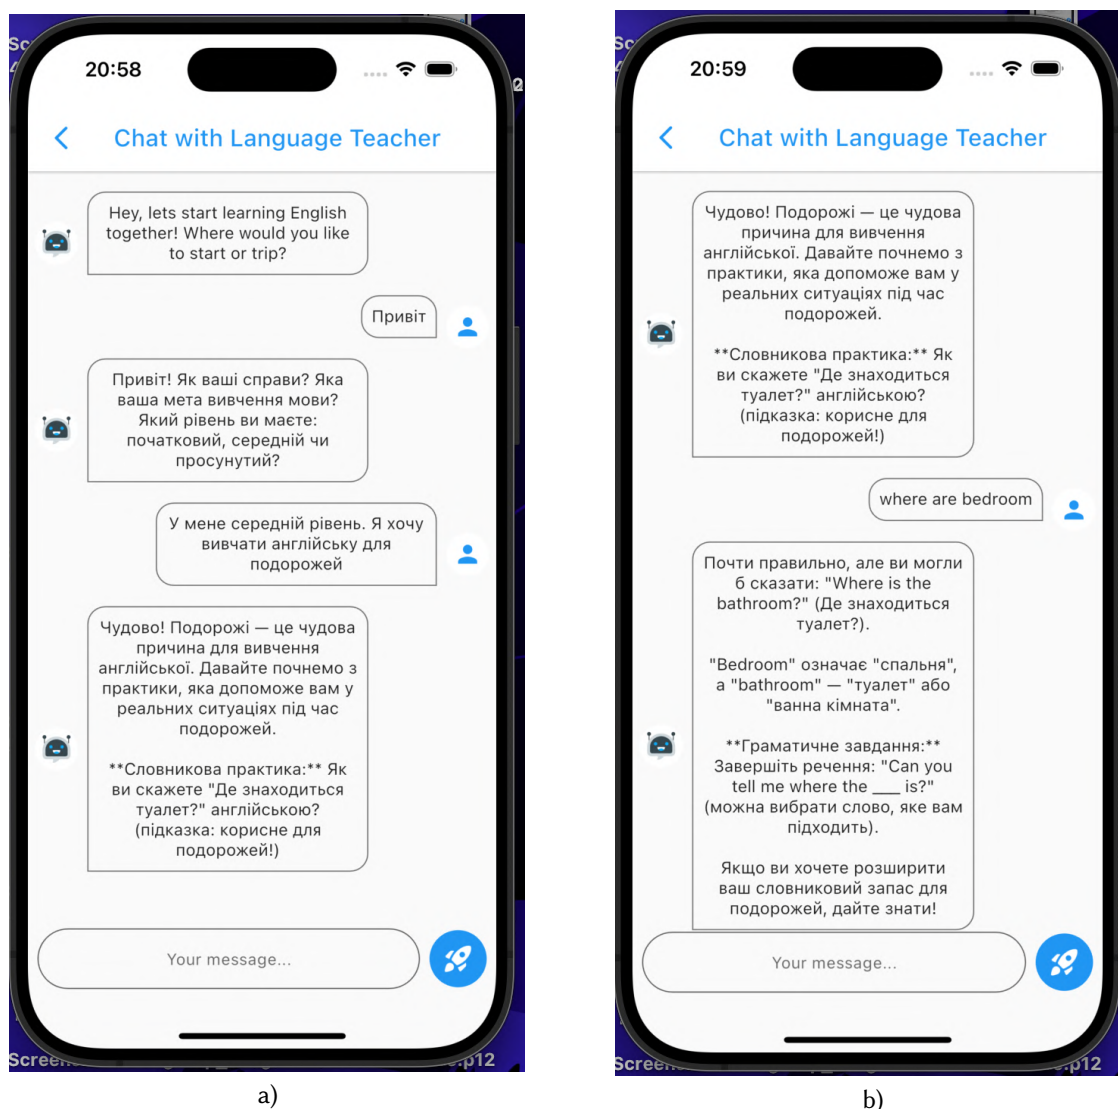 20:58
Chat with Language Teacher
Hey, lets start learning English
together! Where would you like
to start or trip?
Привіт
Привіт! Як ваші справи? Яка
ваша мета вивчення мови?
Який рівень ви маєте:
початковий, середній чи
просунутий?
У мене середній рівень. Я хочу
вивчати англійську для
подорожей
Чудово! Подорожі — це чудова
причина для вивчення
англійської. Давайте почнемо з
практики, яка допоможе вам у
реальних ситуаціях під час
подорожей.
**Словникова практика:** Як
ви скажете "Де знаходиться
туалет?" англійською?
(підказка: корисне для
подорожей!)
Your message...
a)
20:59
Chat with Language Teacher
Чудово! Подорожі — це чудова
причина для вивчення
англійської. Давайте почнемо з
практики, яка допоможе вам у
реальних ситуаціях під час
подорожей.
**Словникова практика:** Як
ви скажете "Де знаходиться
туалет?" англійською?
(підказка: корисне для
подорожей!)
where are bedroom
Почти правильно, але ви могли
б сказати: "Where is the
bathroom?" (Де знаходиться
туалет?).
"Bedroom" означає "спальня",
а "bathroom" — "туалет" або
"ванна кімната".
**Граматичне завдання:**
Завершіть речення: "Can you
tell me where the ___ is?"
(можна вибрати слово, яке вам
підходить).
Якщо ви хочете розширити
ваш словниковий запас для
подорожей, дайте знати!
Your message...
b)